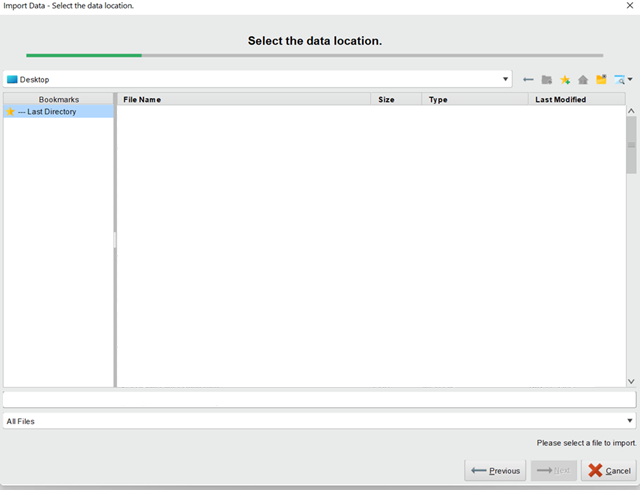 Import Data - Select the data location.
Select the data location.
Desktop
Bookmarks
File Name Size Type Last Modified
--- Last Directory
All Files
Please select a file to import.
Previous Next Cancel